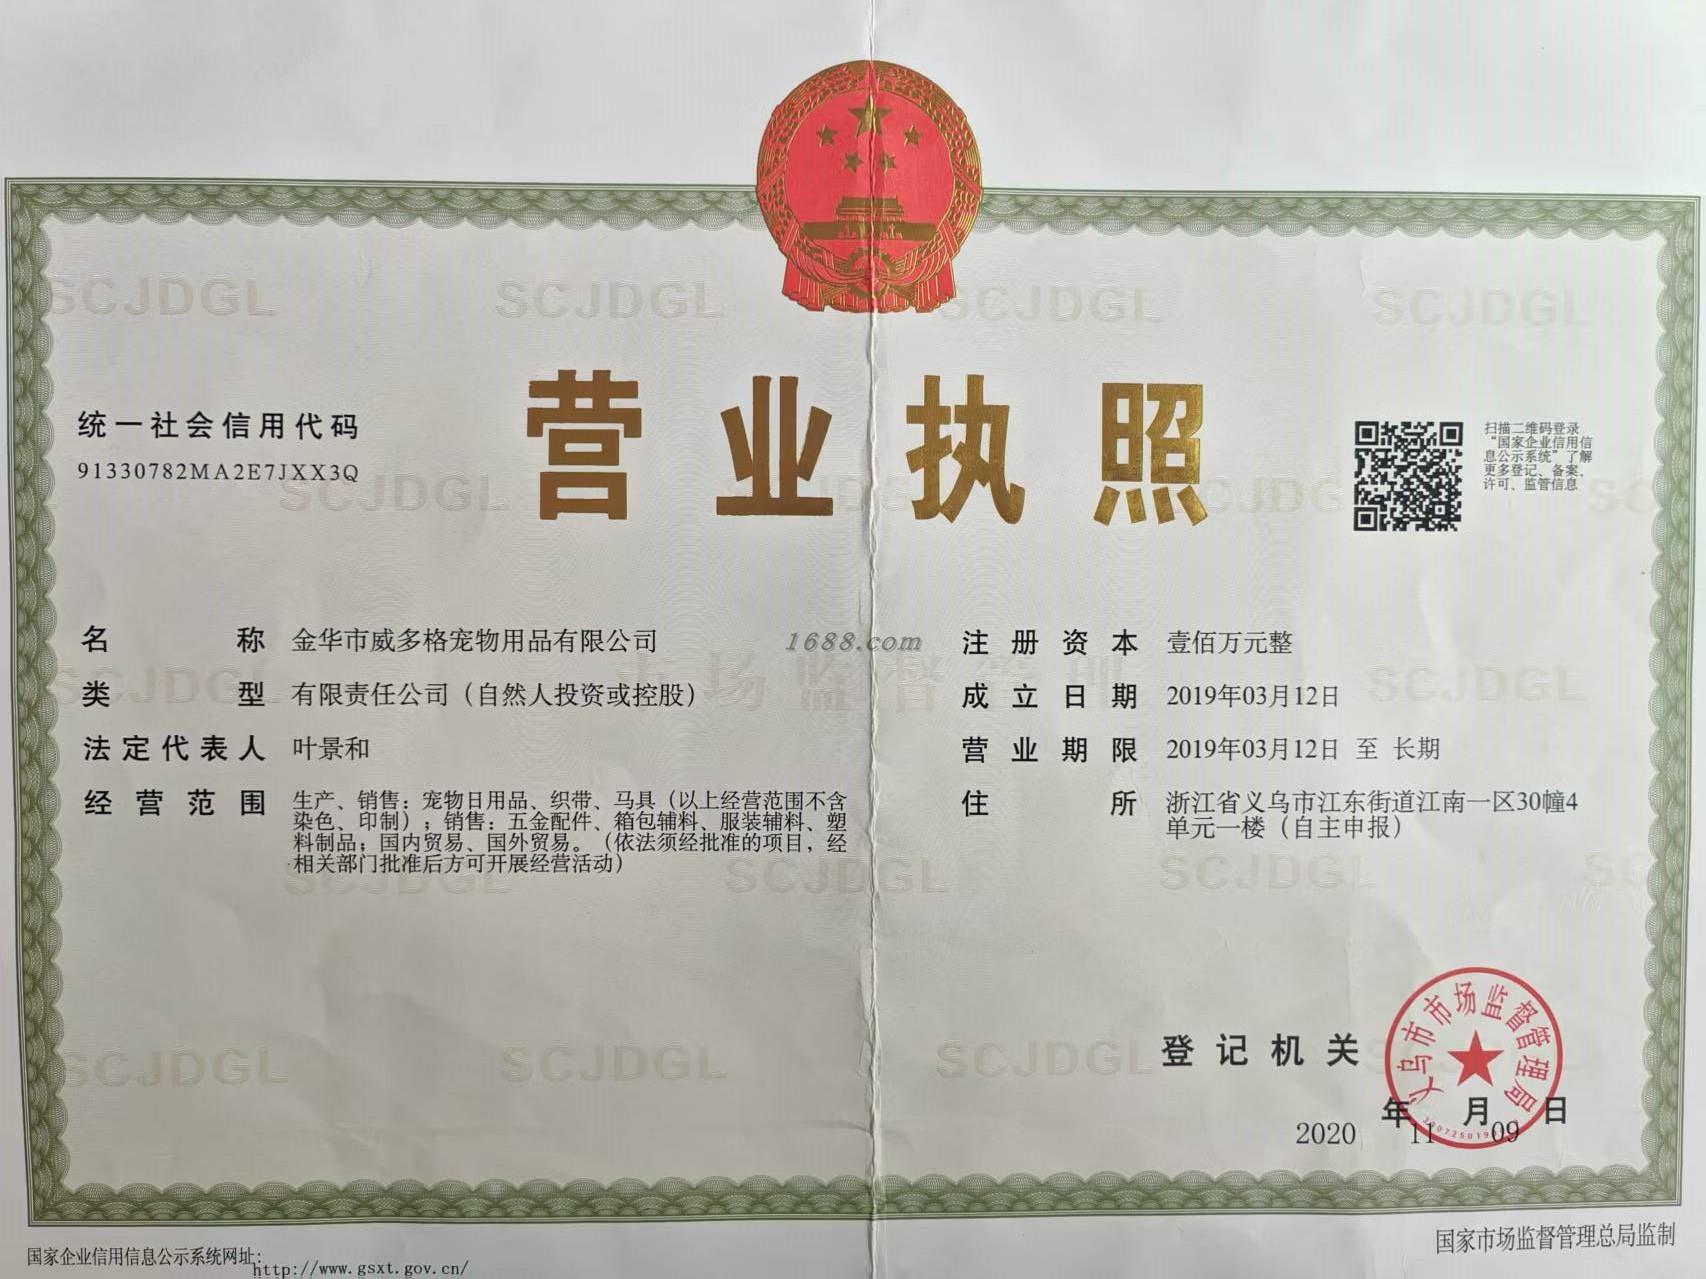 营业执照
统一社会信用代码
91330782MA2E7JXX3Q
扫描二维码登录
“国家企业信用信
息公示系统”了解
更多登记、备案、
许可、监管信息
名称 金华市威多格宠物用品有限公司
类型 有限责任公司（自然人投资或控股）
法定代表人 叶景和
经营范围 生产、销售：宠物日用品、织带、马具（以上经营范围不含
染色、印制）；销售：五金配件、箱包辅料、服装辅料、塑
料制品；国内贸易、国外贸易。（依法须经批准的项目，经
相关部门批准后方可开展经营活动）
1688.com
注册资本 壹佰万元整
成立日期 2019年03月12日
营业期限 2019年03月12日 至 长期
住所 浙江省义乌市江东街道江南一区30幢4
单元一楼（自主申报）
登记机关
义乌市市场监督管理局
2020年11月09日
国家企业信用信息公示系统网址：
http://www.gsxt.gov.cn/
国家市场监督管理总局监制
SCJDGL
市场监督管理